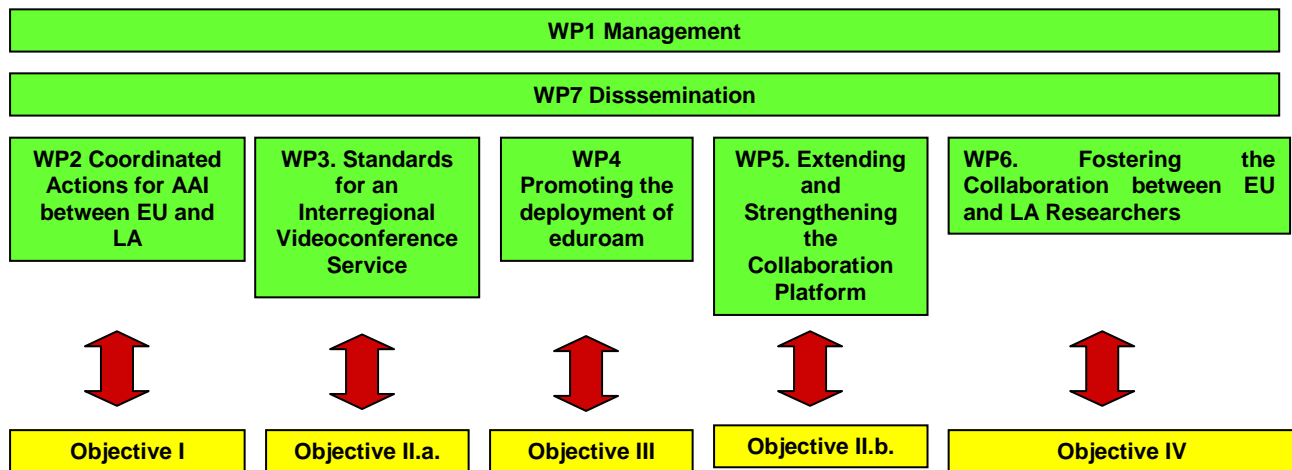 WP1 Management
WP7 Disssemination
WP2 Coordinated
Actions for AAI
between EU and
LA
WP3. Standards
for an
Interregional
Videoconference
Service
WP4
Promoting the
deployment of
eduroam
WP5. Extending
and
Strengthening
the
Collaboration
Platform
WP6. Fostering the
Collaboration between EU
and LA Researchers
Objective I
Objective II.a.
Objective III
Objective II.b.
Objective IV